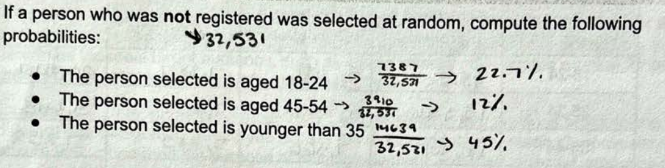 If a person who was not registered was selected at random, compute the following
probabilities: ↳ 32,531
• The person selected is aged 18-24 → 7387/32,531 → 22.7%.
• The person selected is aged 45-54 → 3910/32,531 → 12%.
• The person selected is younger than 35 14639/32,531 → 45%.